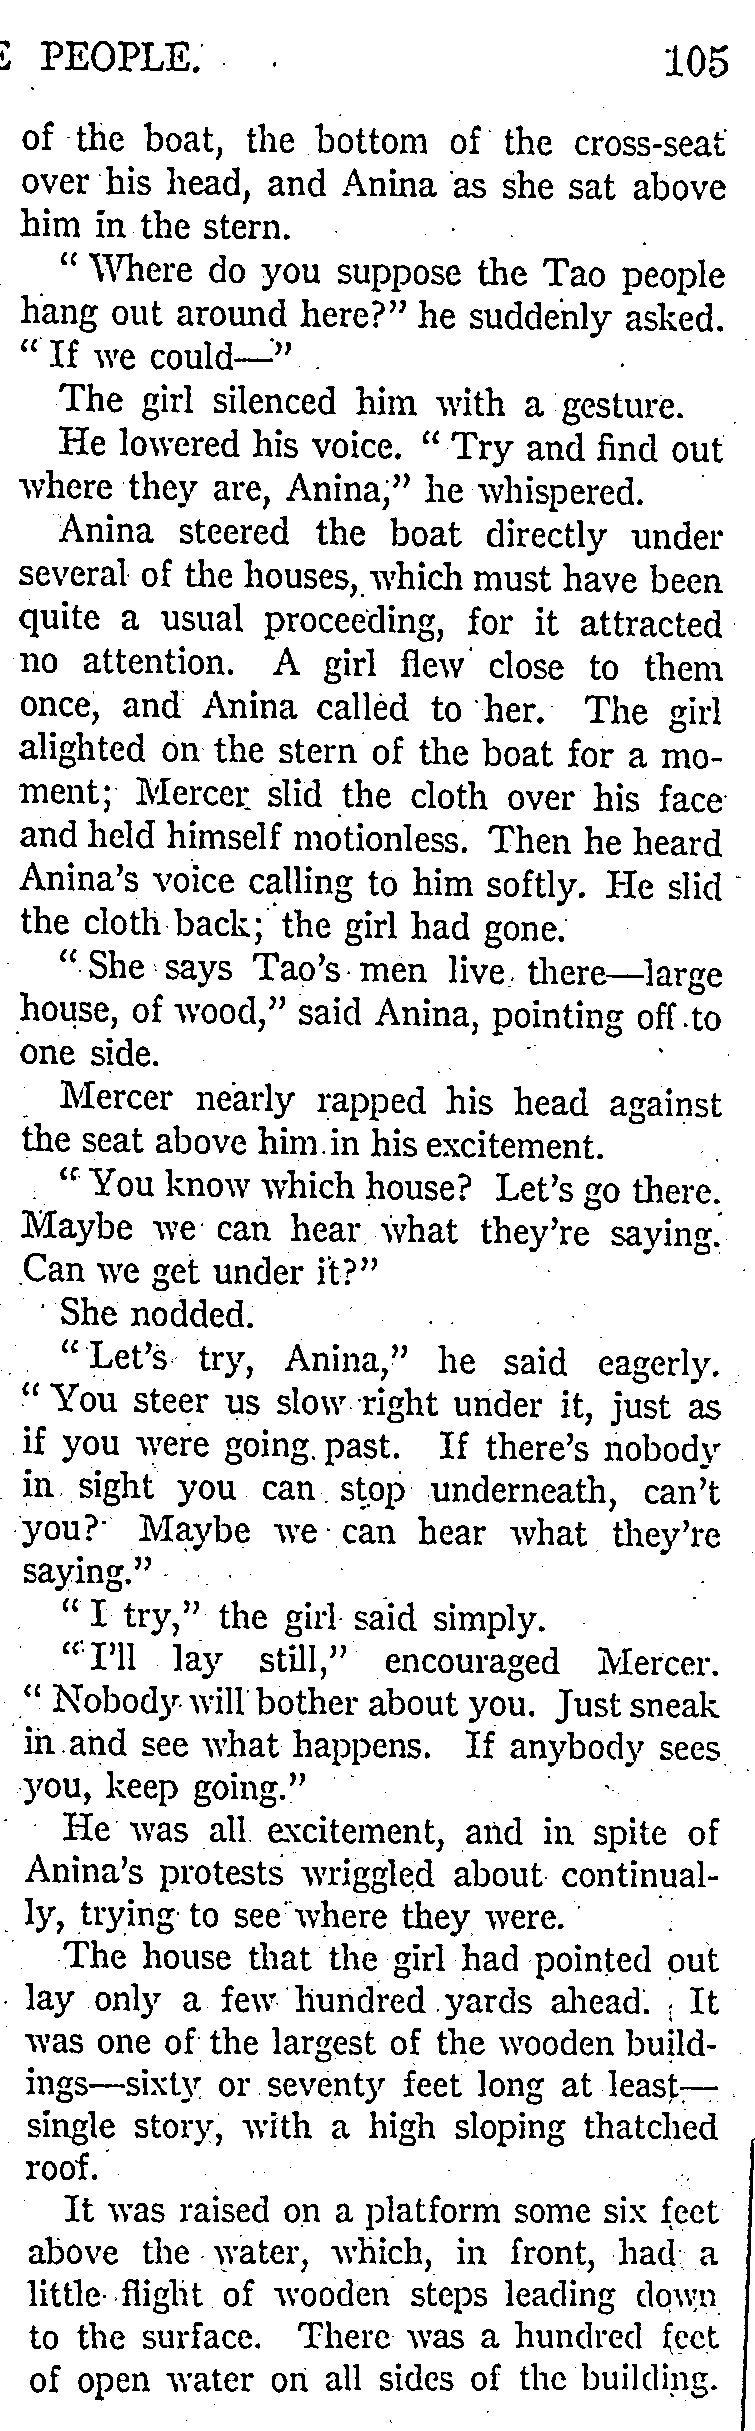 PEOPLE. 105
of the boat, the bottom of the cross-seat
over his head, and Anina as she sat above
him in the stern.
“Where do you suppose the Tao people
hang out around here?” he suddenly asked.
“If we could—”
The girl silenced him with a gesture.
He lowered his voice. “Try and find out
where they are, Anina,” he whispered.
Anina steered the boat directly under
several of the houses, which must have been
quite a usual proceeding, for it attracted
no attention. A girl flew close to them
once, and Anina called to her. The girl
alighted on the stern of the boat for a mo-
ment; Mercer slid the cloth over his face
and held himself motionless. Then he heard
Anina’s voice calling to him softly. He slid
the cloth back; the girl had gone.
“She says Tao’s men live there—large
house, of wood,” said Anina, pointing off to
one side.
Mercer nearly rapped his head against
the seat above him in his excitement.
“You know which house? Let’s go there.
Maybe we can hear what they’re saying.
Can we get under it?”
She nodded.
“Let’s try, Anina,” he said eagerly.
“You steer us slow right under it, just as
if you were going past. If there’s nobody
in sight you can stop underneath, can’t
you? Maybe we can hear what they’re
saying.”
“I try,” the girl said simply.
“I’ll lay still,” encouraged Mercer.
“Nobody will bother about you. Just sneak
in and see what happens. If anybody sees
you, keep going.”
He was all excitement, and in spite of
Anina’s protests wriggled about continual-
ly, trying to see where they were.
The house that the girl had pointed out
lay only a few hundred yards ahead. It
was one of the largest of the wooden build-
ings—sixty or seventy feet long at least—
single story, with a high sloping thatched
roof.
It was raised on a platform some six feet
above the water, which, in front, had a
little flight of wooden steps leading down
to the surface. There was a hundred feet
of open water on all sides of the building.